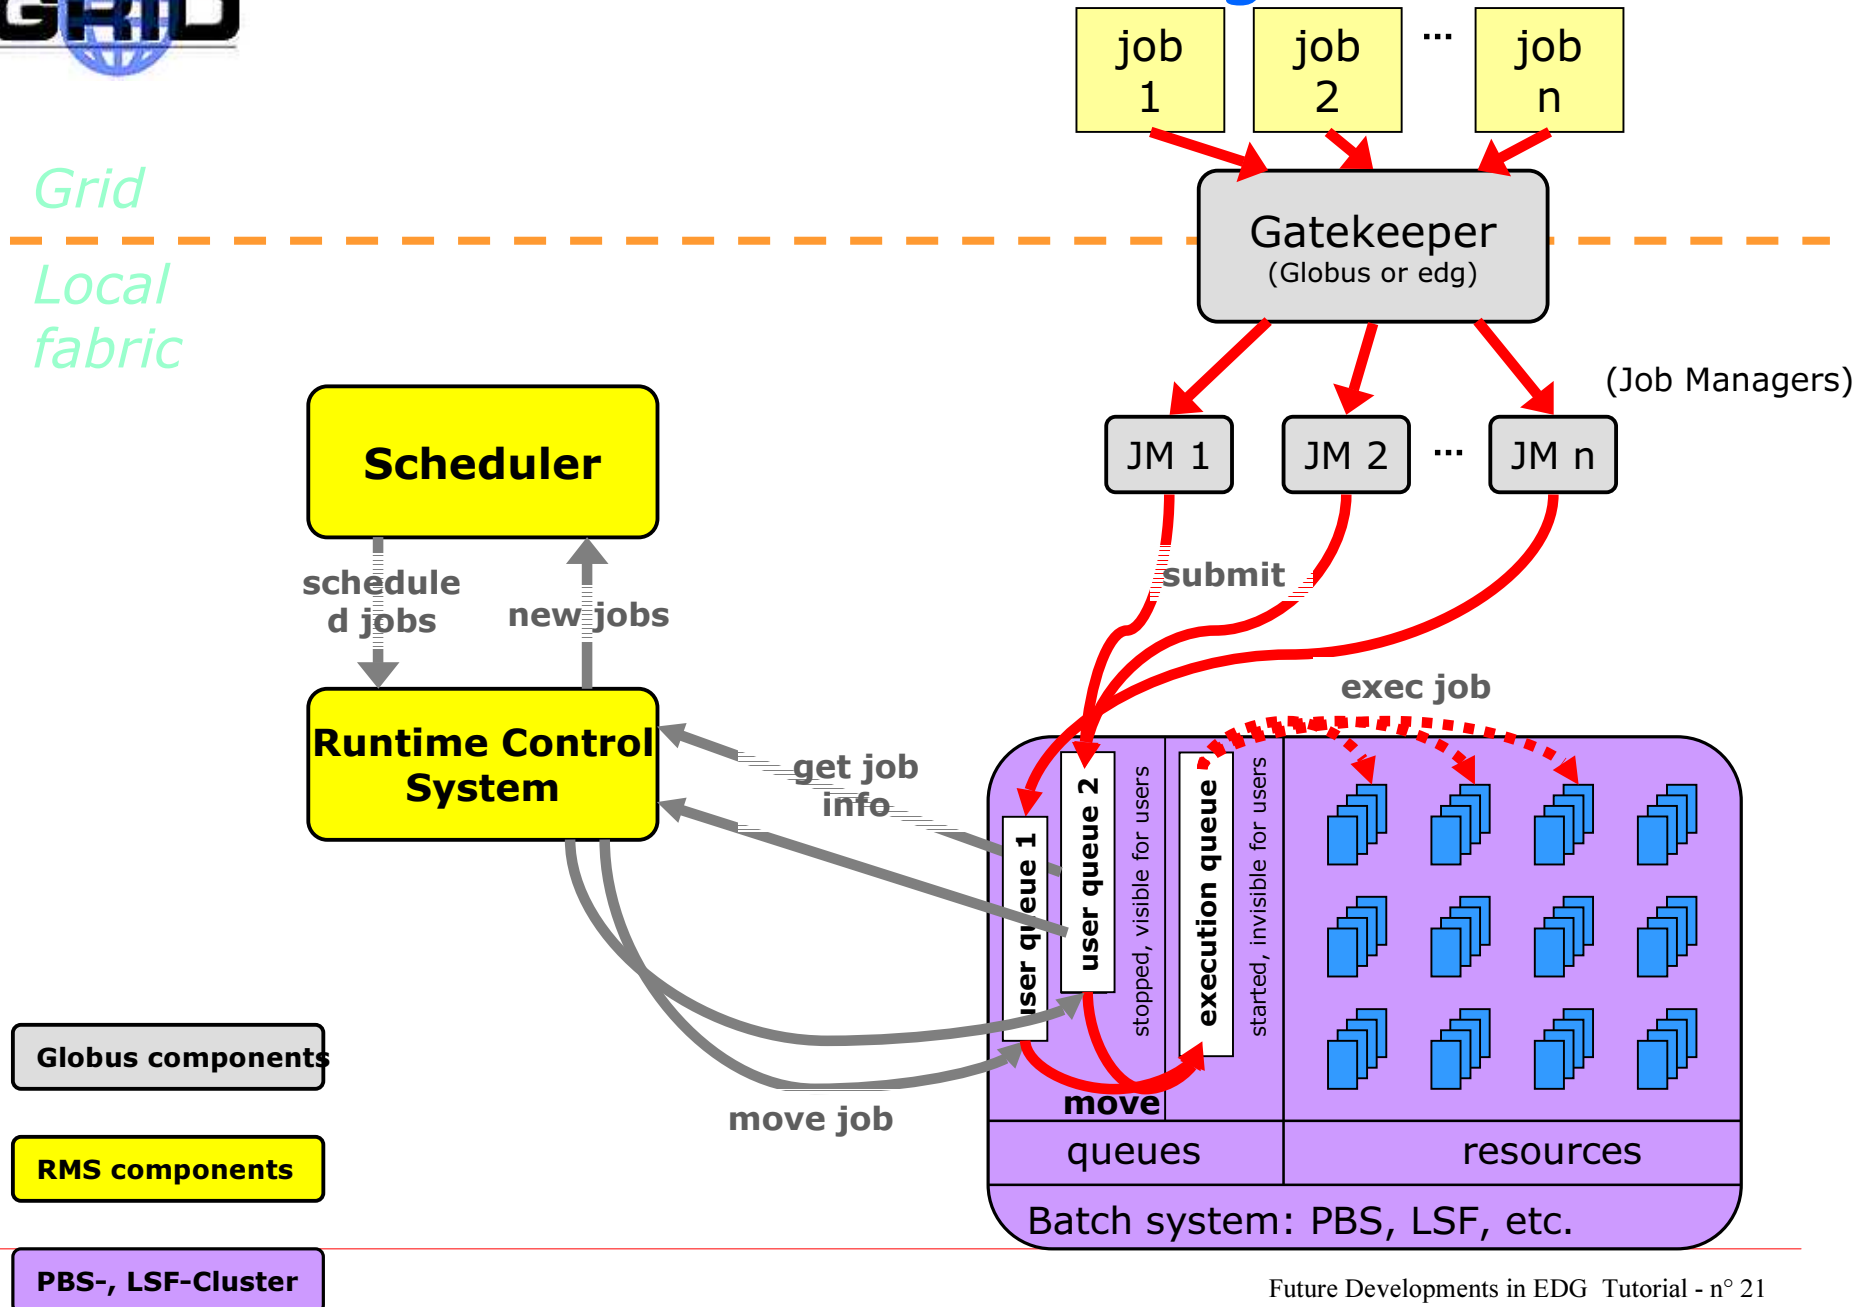 GRID
job
1
job
2
...
job
n
Grid
Gatekeeper
(Globus or edg)
Local
fabric
(Job Managers)
JM 1
JM 2
...
JM n
Scheduler
schedule
d jobs
new jobs
submit
exec job
Runtime Control
System
get job
info
user queue 1
user queue 2
stopped, visible for users
execution queue
started, invisible for users
move
move job
queues
resources
Batch system: PBS, LSF, etc.
Globus components
RMS components
PBS-, LSF-Cluster
Future Developments in EDG Tutorial - n° 21